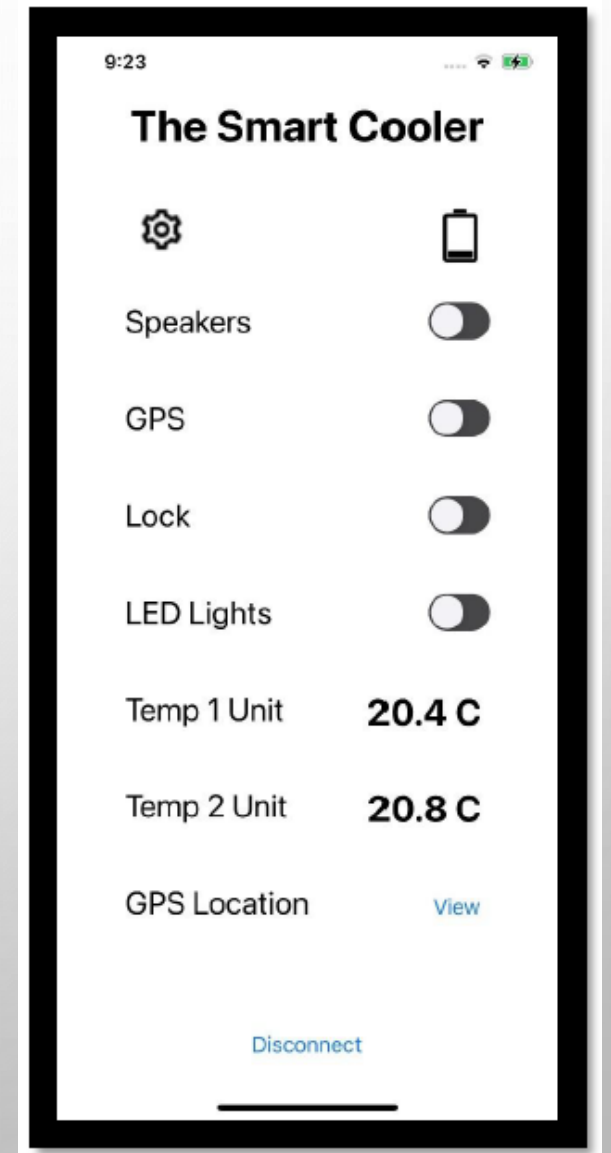 9:23
The Smart Cooler
Speakers
GPS
Lock
LED Lights
Temp 1 Unit 20.4 C
Temp 2 Unit 20.8 C
GPS Location View
Disconnect